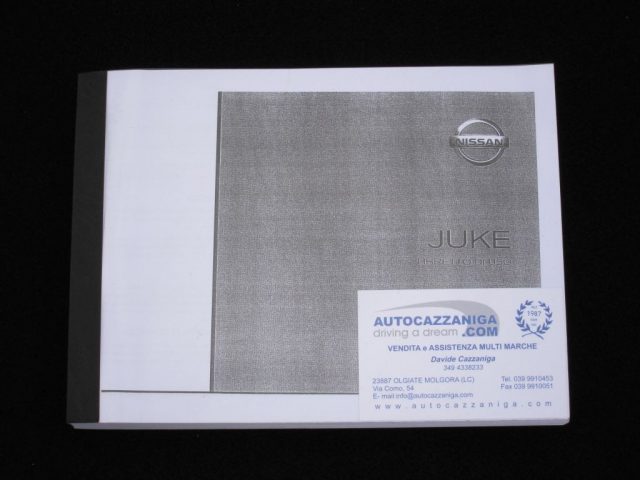 NISSAN
JUKE
AUTOCAZZANIGA
driving a dream .COM
1987
VENDITA e ASSISTENZA MULTI MARCHE
Davide Cazzaniga
349 4336233
23887 OLGIATE MOLGORA (LC) Tel. 039 9910453
Via Como, 54 Fax 039 9910051
E- mail:info@autocazzaniga.com
www.autocazzaniga.com